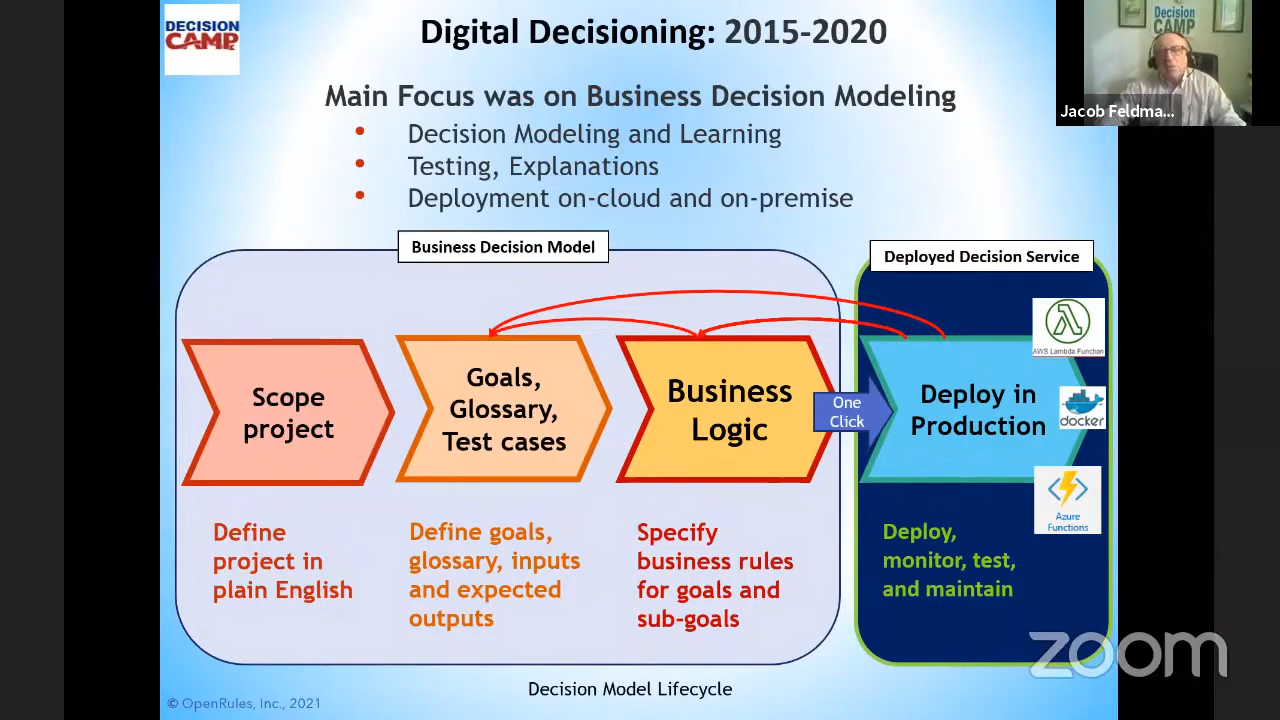 DECISION
CAMP
Digital Decisioning: 2015-2020
Decision
CAMP
Jacob Feldma...
Main Focus was on Business Decision Modeling
• Decision Modeling and Learning
• Testing, Explanations
• Deployment on-cloud and on-premise
Business Decision Model
Deployed Decision Service
AWS Lambda Function
Scope
project
Goals,
Glossary,
Test cases
Business
Logic
One
Click
Deploy in
Production
docker
Azure
Functions
Define
project in
plain English
Define goals,
glossary, inputs
and expected
outputs
Specify
business rules
for goals and
sub-goals
Deploy,
monitor, test,
and maintain
zoom
Decision Model Lifecycle
© OpenRules, Inc., 2021